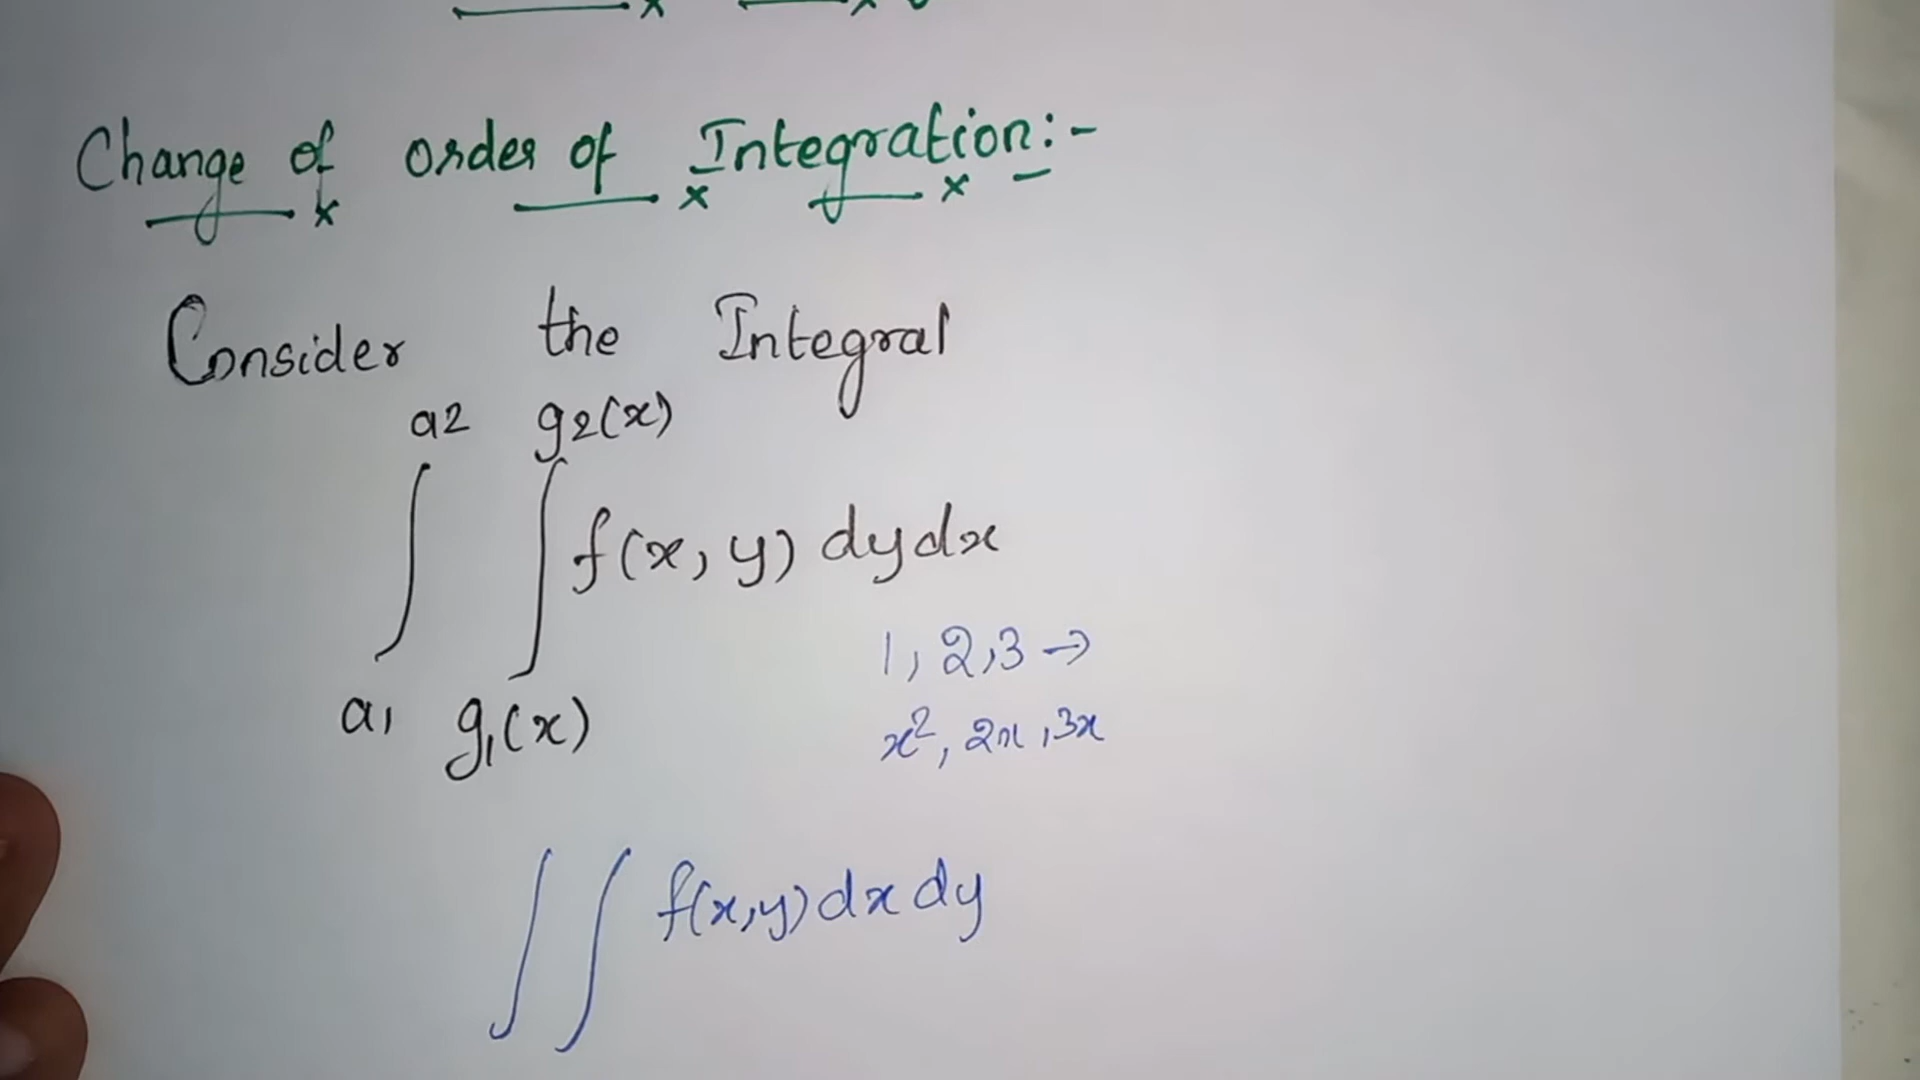 Change of order of Integration:-
Consider the Integral
a2 g2(x)
∫ ∫ f(x, y) dy dx
a1 g1(x)
1, 2, 3 →
x², 2x, 3x
∫∫ f(x,y) dx dy